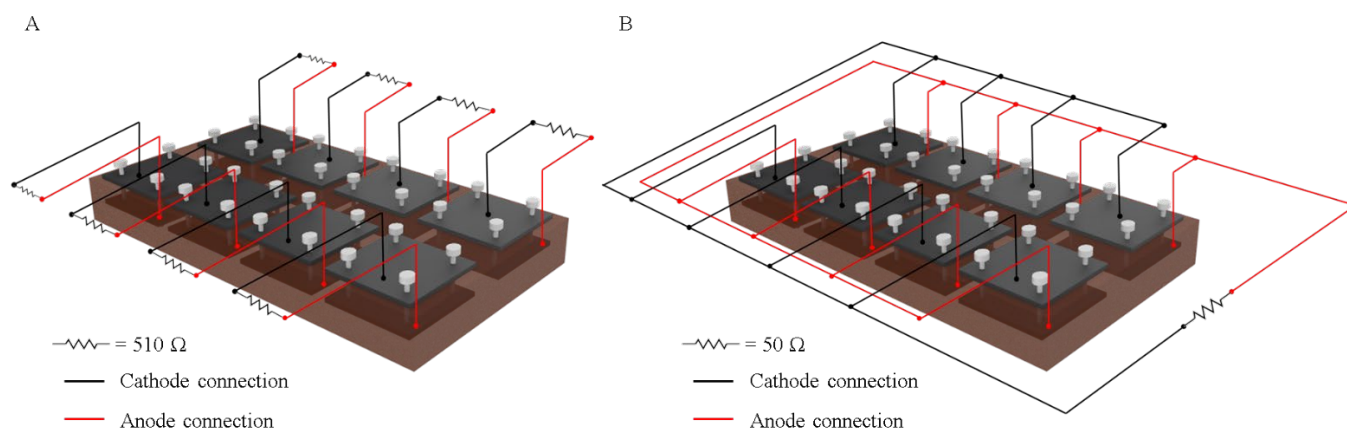 A
B
= 510 Ω
Cathode connection
Anode connection
= 50 Ω
Cathode connection
Anode connection